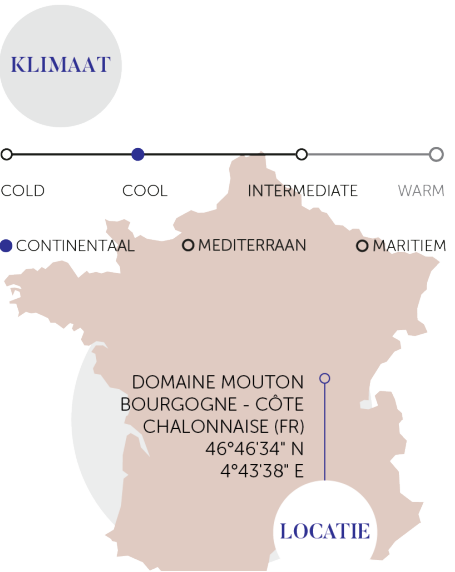 KLIMAAT
COLD COOL INTERMEDIATE WARM
CONTINENTAAL MEDITERRAAN MARITIEM
DOMAINE MOUTON
BOURGOGNE - CÔTE
CHALONNAISE (FR)
46°46'34" N
4°43'38" E
LOCATIE